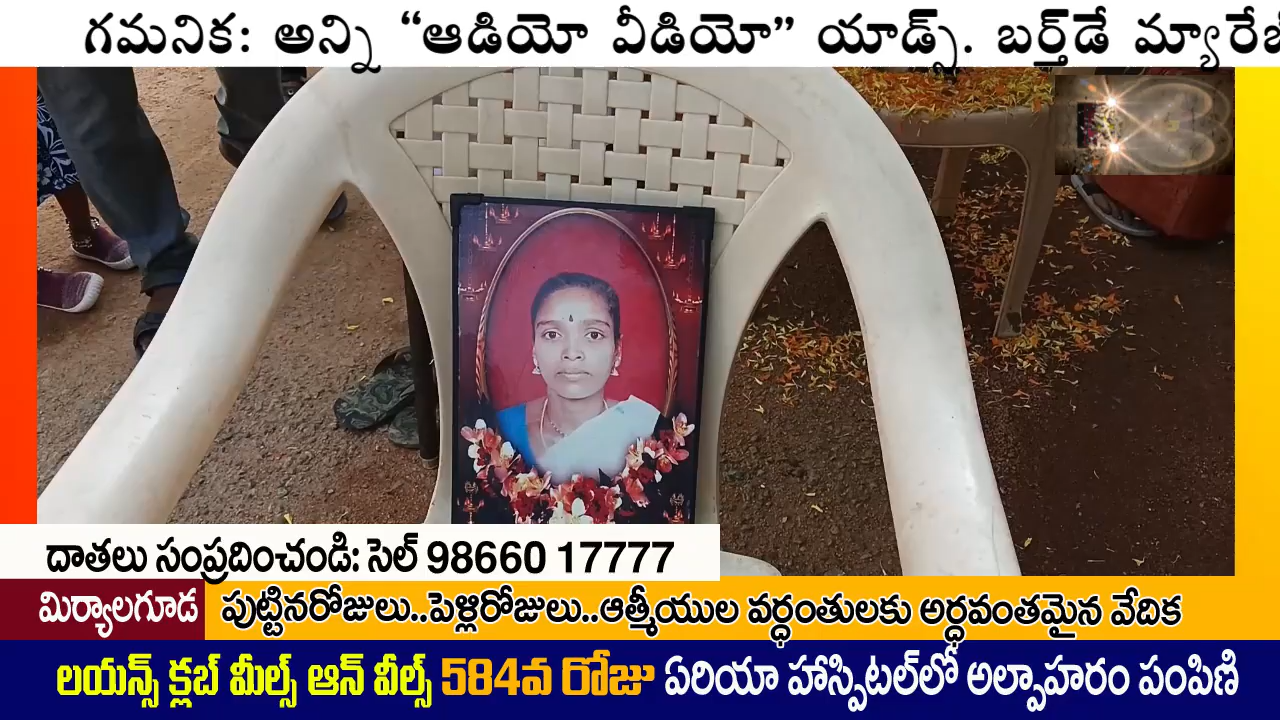 గమనిక: అన్ని “ఆడియో వీడియో” యాడ్స్. బర్త్‌డే మ్యారేజ్
దాతలు సంప్రదించండి: సెల్ 98660 17777
మిర్యాలగూడ పుట్టినరోజులు..పెళ్లిరోజులు..ఆత్మీయుల వర్ధంతులకు అర్ధవంతమైన వేదిక
లయన్స్ క్లబ్ మీల్స్ ఆన్ వీల్స్ 584వ రోజు ఏరియా హాస్పిటల్‌లో అల్పాహారం పంపిణి